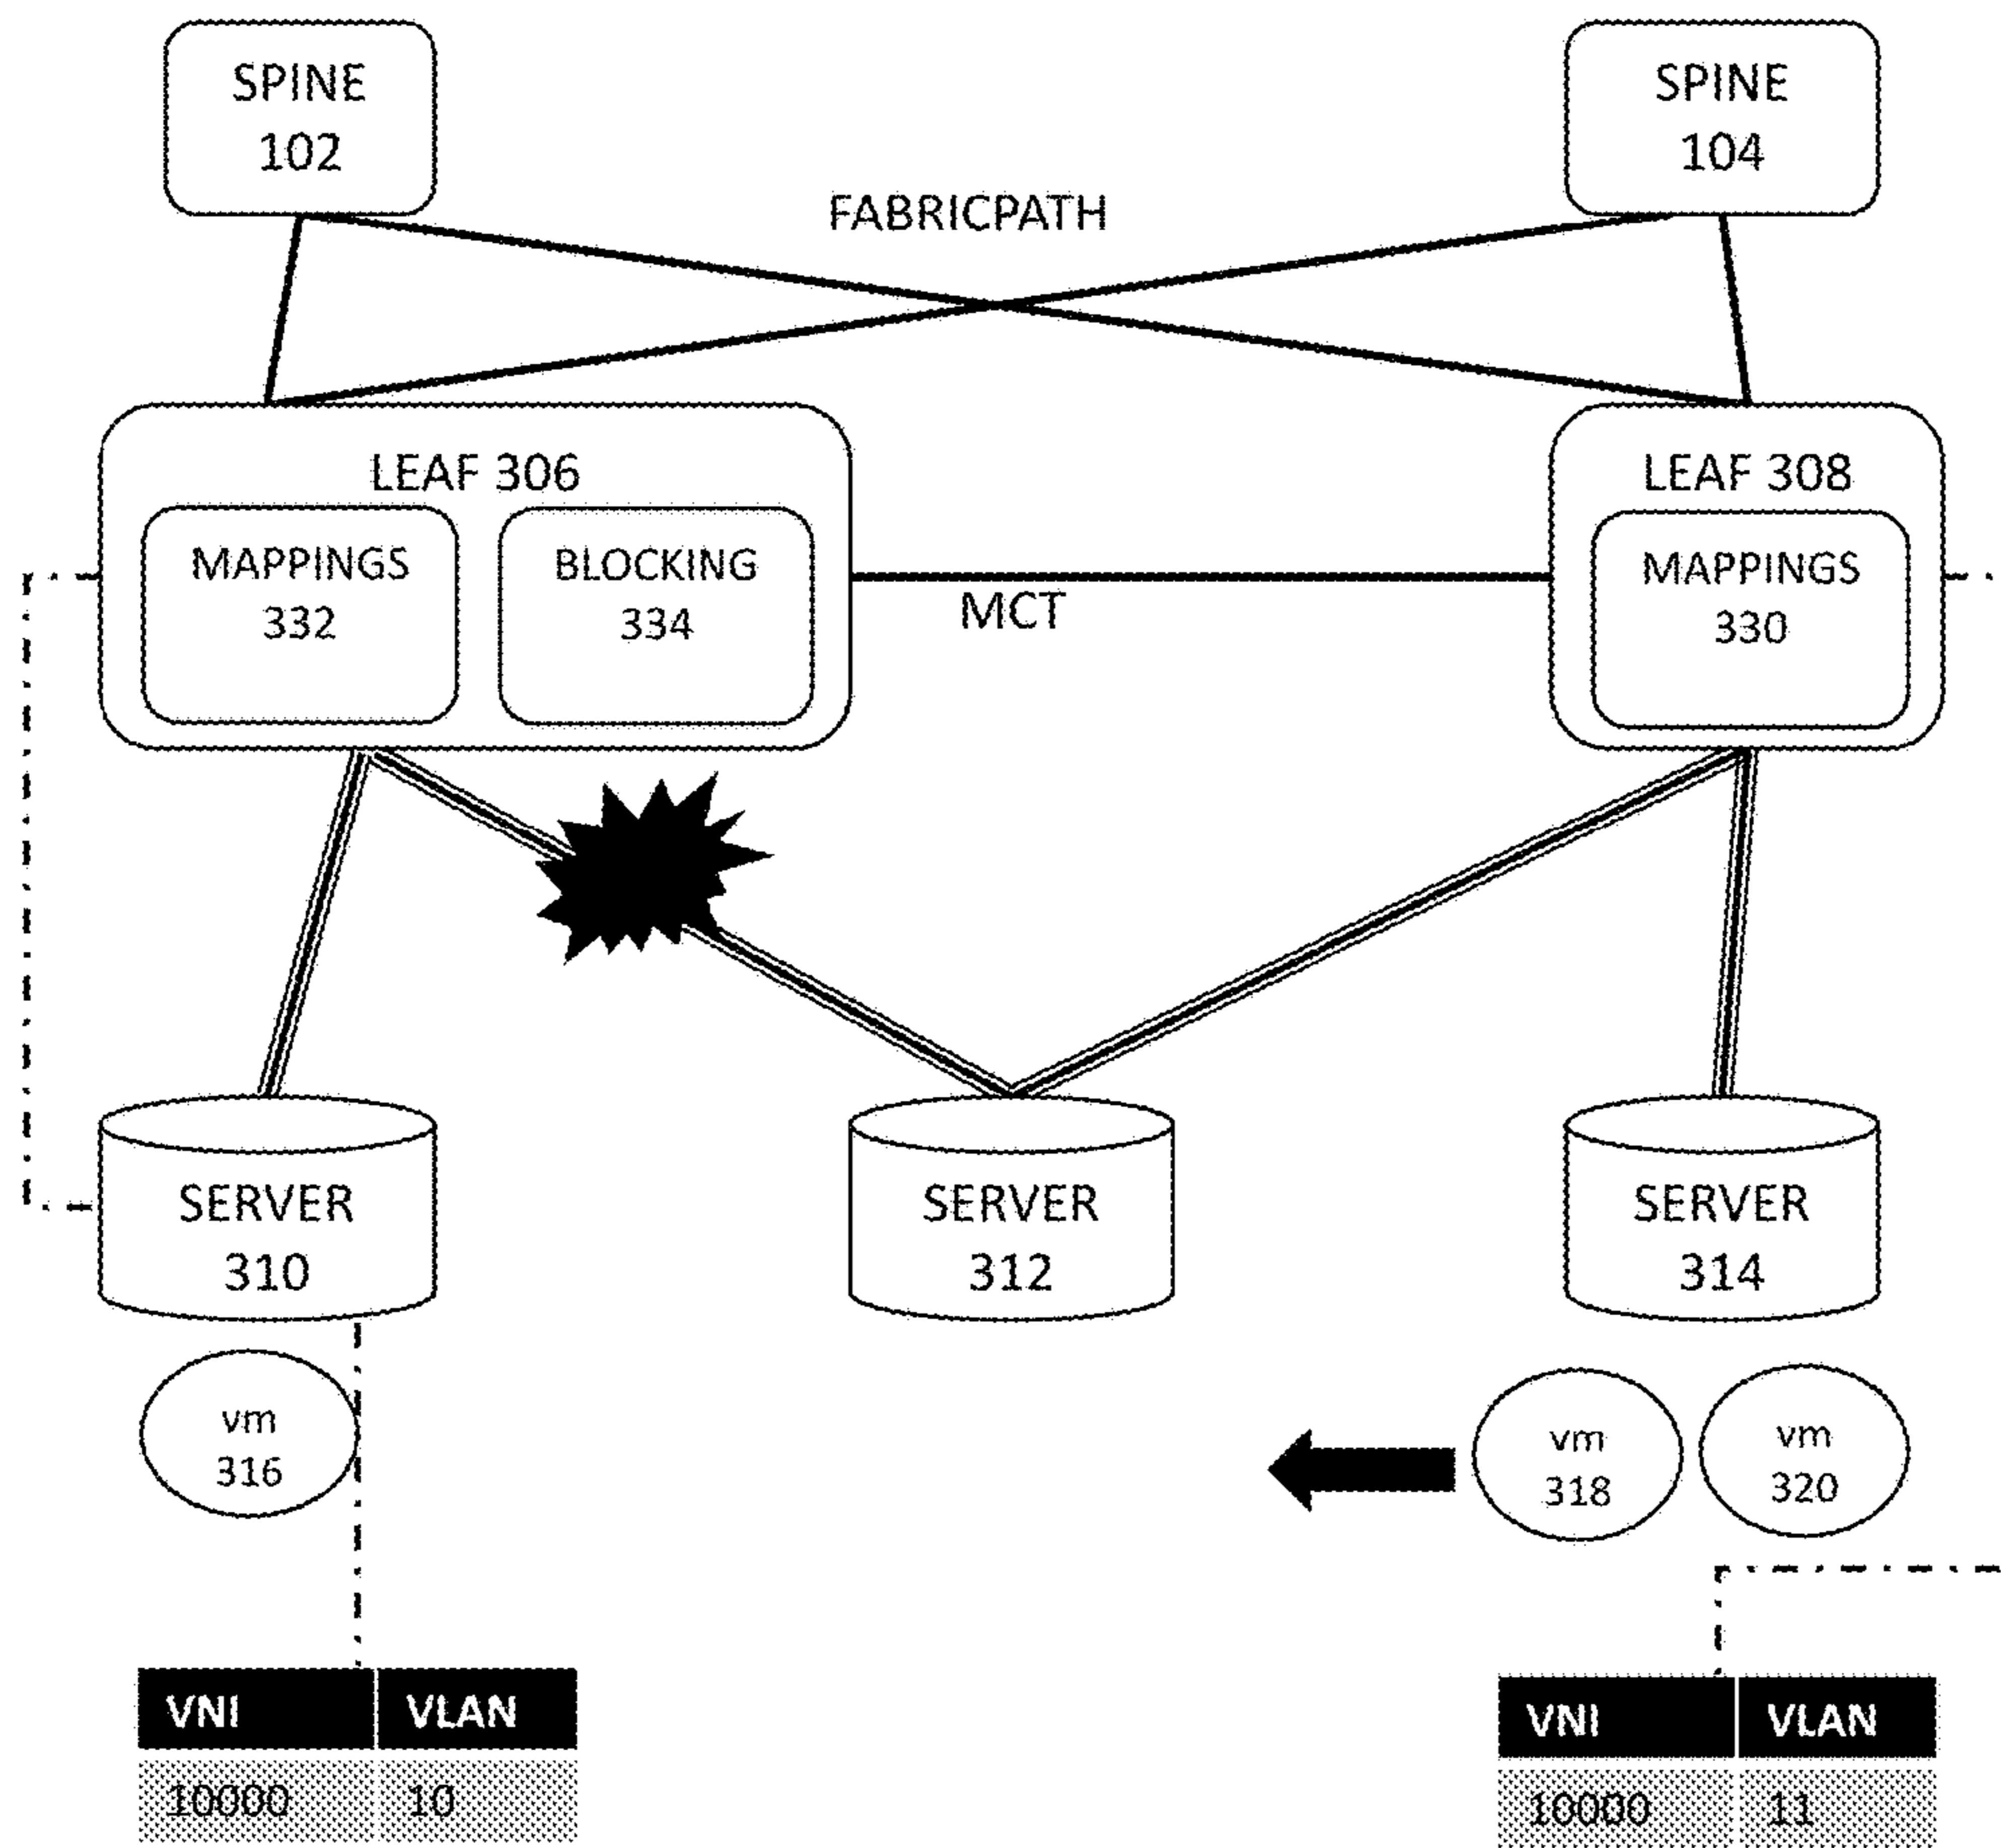 SPINE
102
SPINE
104
FABRICPATH
LEAF 306
LEAF 308
MAPPINGS
332
BLOCKING
334
MAPPINGS
330
MCT
SERVER
310
SERVER
312
SERVER
314
vm
316
vm
318
vm
320
VNI VLAN
10000 10
VNI VLAN
10000 11